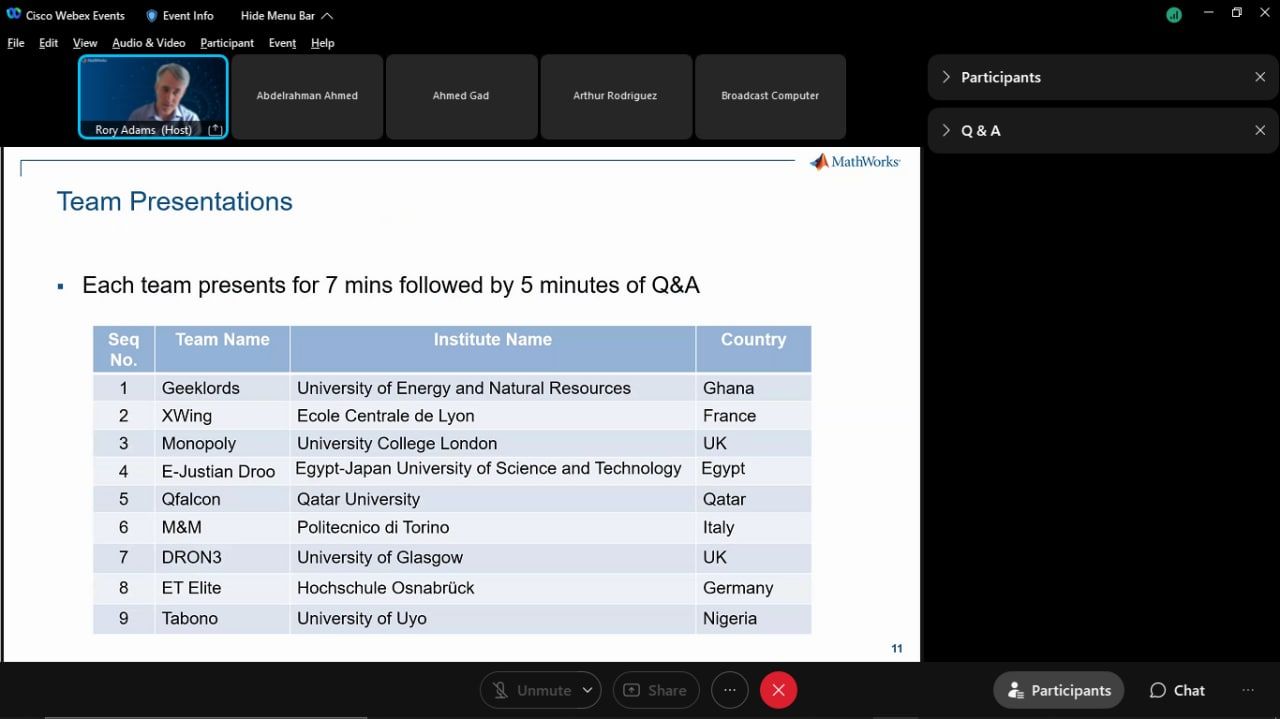 Cisco Webex Events Event Info Hide Menu Bar
File Edit View Audio & Video Participant Event Help
MathWorks
Rory Adams (Host)
Abdelrahman Ahmed
Ahmed Gad
Arthur Rodriguez
Broadcast Computer
Participants
Q & A
MathWorks
Team Presentations
▪ Each team presents for 7 mins followed by 5 minutes of Q&A
Seq No. Team Name Institute Name Country
1 Geeklords University of Energy and Natural Resources Ghana
2 XWing Ecole Centrale de Lyon France
3 Monopoly University College London UK
4 E-Justian Droo Egypt-Japan University of Science and Technology Egypt
5 Qfalcon Qatar University Qatar
6 M&M Politecnico di Torino Italy
7 DRON3 University of Glasgow UK
8 ET Elite Hochschule Osnabrück Germany
9 Tabono University of Uyo Nigeria
11
Unmute Share ... Participants Chat ...